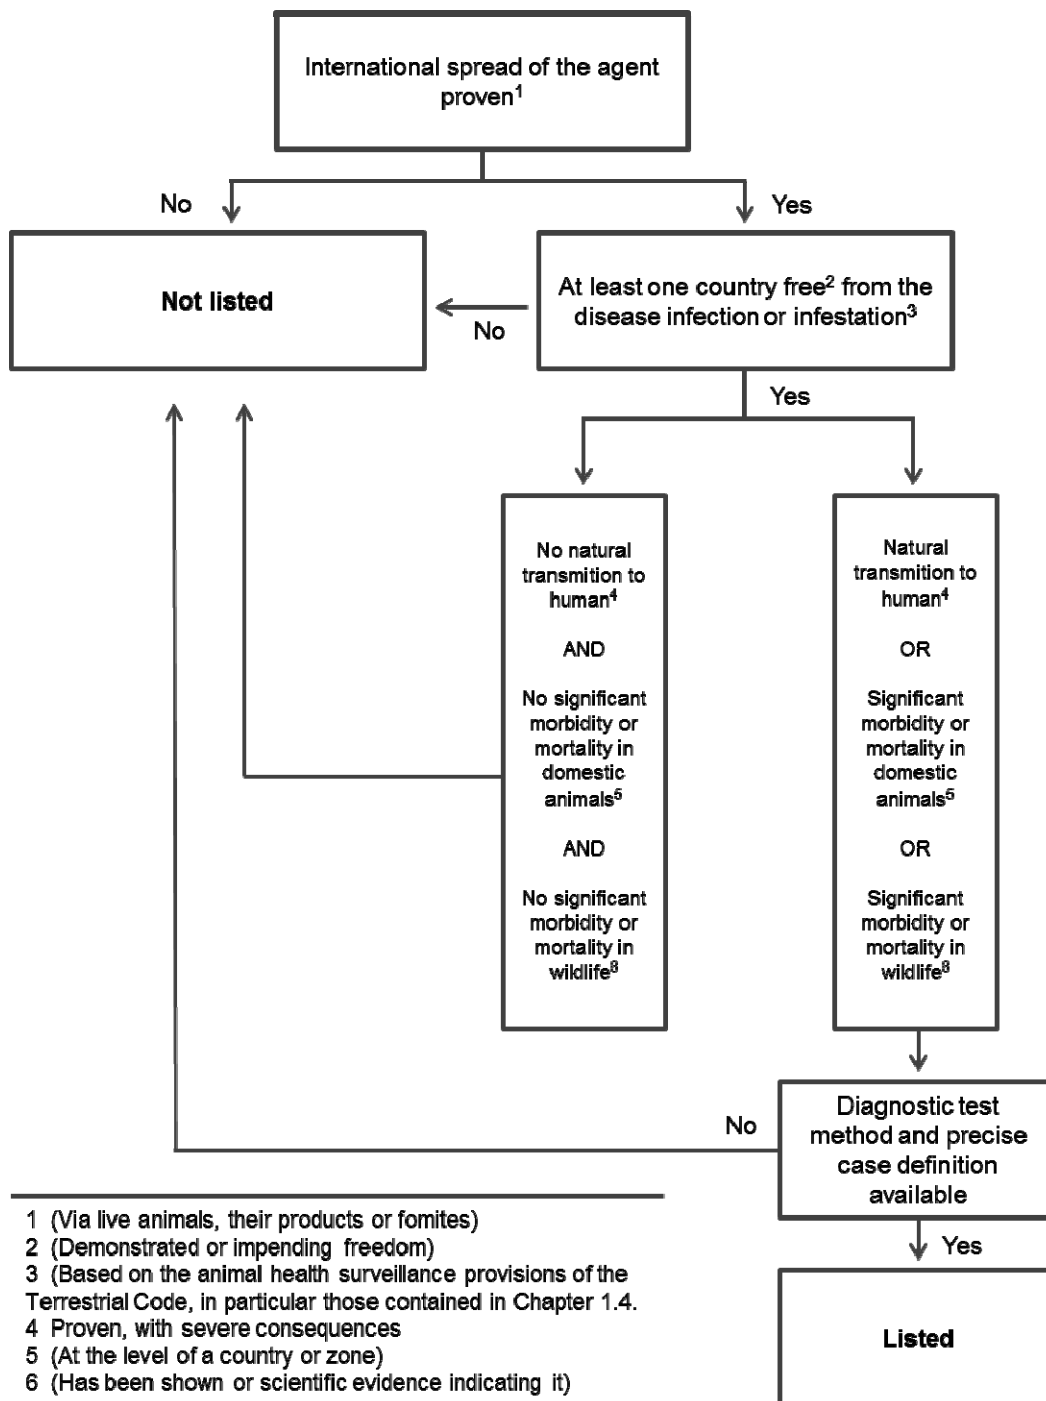 International spread of the agent
proven1
No
Yes
Not listed
At least one country free2 from the
disease infection or infestation3
No
Yes
No natural
transmition to
human4
AND
No significant
morbidity or
mortality in
domestic
animals5
AND
No significant
morbidity or
mortality in
wildlife8
Natural
transmition to
human4
OR
Significant
morbidity or
mortality in
domestic
animals5
OR
Significant
morbidity or
mortality in
wildlife8
No
Diagnostic test
method and precise
case definition
available
Yes
Listed
1 (Via live animals, their products or fomites)
2 (Demonstrated or impending freedom)
3 (Based on the animal health surveillance provisions of the
Terrestrial Code, in particular those contained in Chapter 1.4.
4 Proven, with severe consequences
5 (At the level of a country or zone)
6 (Has been shown or scientific evidence indicating it)